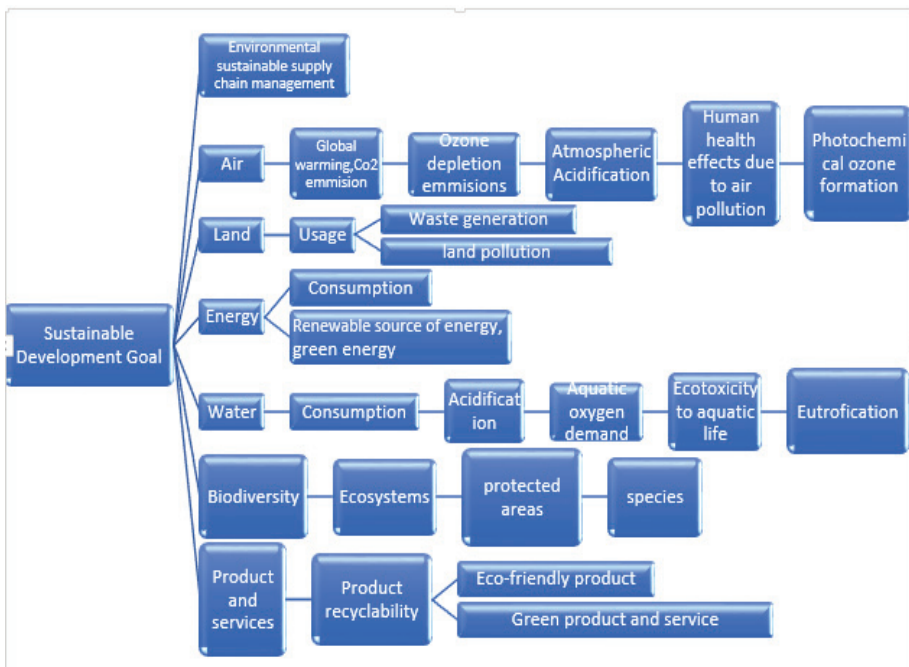 Environmental
sustainable supply
chain management
Air
Global
warming,Co2
emmision
Ozone
depletion
emmisions
Atmospheric
Acidification
Human
health
effects due
to air
pollution
Photochemi
cal ozone
formation
Land
Usage
Waste generation
land pollution
Sustainable
Development Goal
Energy
Consumption
Renewable source of energy,
green energy
Water
Consumption
Acidificat
ion
Aquatic
oxygen
demand
Ecotoxicity
to aquatic
life
Eutrofication
Biodiversity
Ecosystems
protected
areas
species
Product
and
services
Product
recyclability
Eco-friendly product
Green product and service